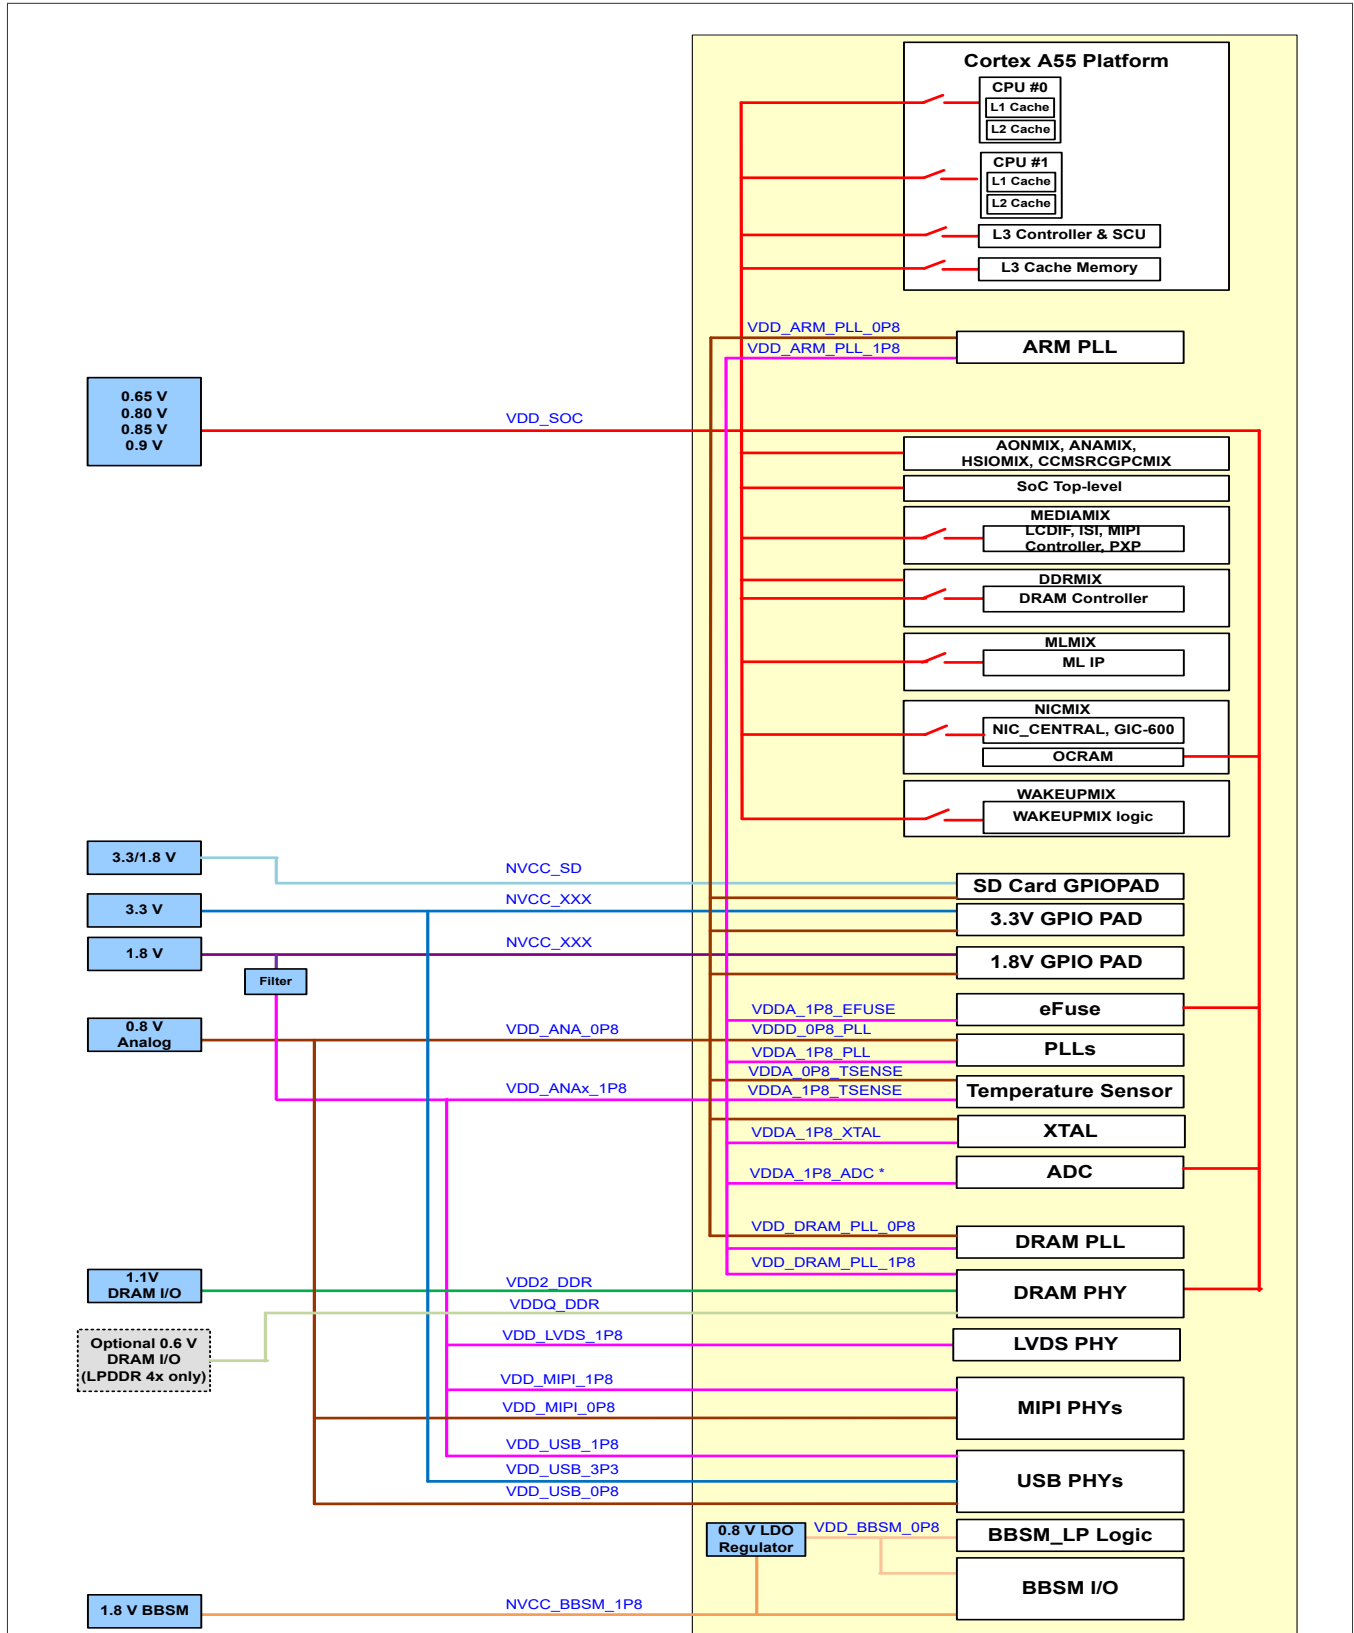 Cortex A55 Platform
CPU #0
L1 Cache
L2 Cache
CPU #1
L1 Cache
L2 Cache
L3 Controller & SCU
L3 Cache Memory
VDD_ARM_PLL_0P8
VDD_ARM_PLL_1P8
ARM PLL
0.65 V
0.80 V
0.85 V
0.9 V
VDD_SOC
AONMIX, ANAMIX,
HSIOMIX, CCMSRCGPCMIX
SoC Top-level
MEDIAMIX
LCDIF, ISI, MIPI
Controller, PXP
DDRMIX
DRAM Controller
MLMIX
ML IP
NICMIX
NIC_CENTRAL, GIC-600
OCRAM
WAKEUPMIX
WAKEUPMIX logic
3.3/1.8 V
NVCC_SD
SD Card GPIOPAD
3.3 V
NVCC_XXX
3.3V GPIO PAD
1.8 V
NVCC_XXX
1.8V GPIO PAD
Filter
VDDA_1P8_EFUSE
eFuse
0.8 V
Analog
VDD_ANA_0P8
VDDD_0P8_PLL
VDDA_1P8_PLL
PLLs
VDDA_0P8_TSENSE
VDD_ANAx_1P8
VDDA_1P8_TSENSE
Temperature Sensor
VDDA_1P8_XTAL
XTAL
VDDA_1P8_ADC *
ADC
VDD_DRAM_PLL_0P8
DRAM PLL
VDD_DRAM_PLL_1P8
1.1V
DRAM I/O
VDD2_DDR
DRAM PHY
VDDQ_DDR
Optional 0.6 V
DRAM I/O
(LPDDR 4x only)
VDD_LVDS_1P8
LVDS PHY
VDD_MIPI_1P8
VDD_MIPI_0P8
MIPI PHYs
VDD_USB_1P8
VDD_USB_3P3
VDD_USB_0P8
USB PHYs
0.8 V LDO
Regulator
VDD_BBSM_0P8
BBSM_LP Logic
BBSM I/O
1.8 V BBSM
NVCC_BBSM_1P8